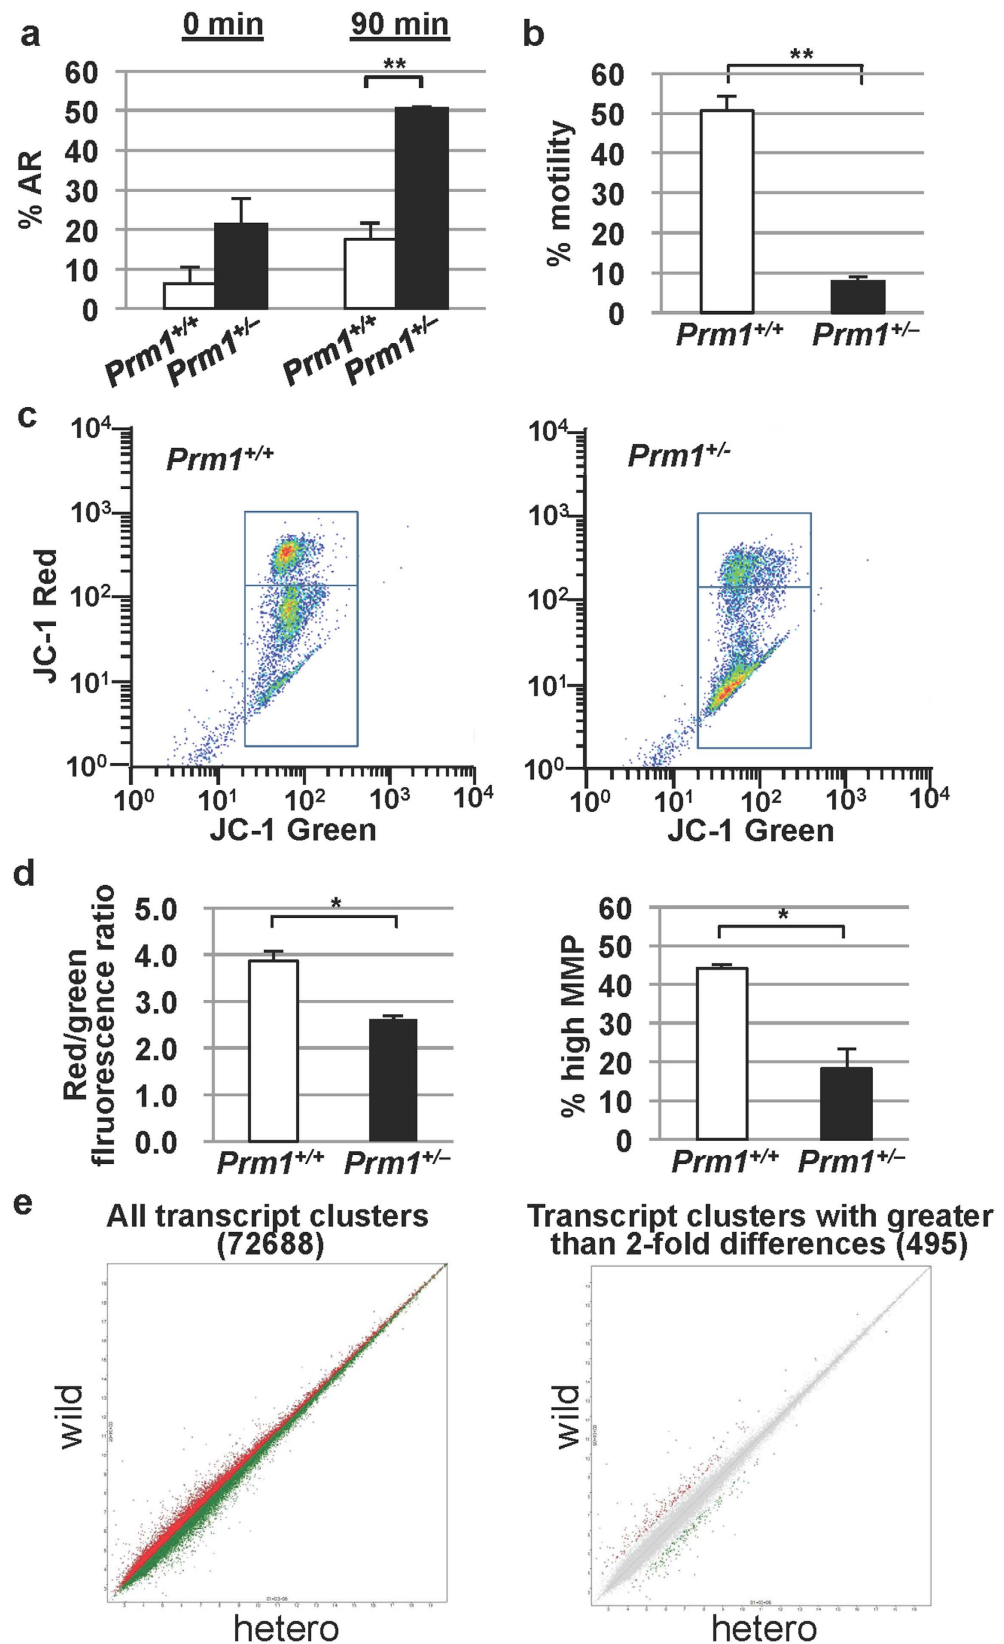 a
0 min
90 min
**
60
50
40
30
20
10
0
% AR
Prm1+/+
Prm1+/–
Prm1+/+
Prm1+/–
b
**
60
50
40
30
20
10
0
% motility
Prm1+/+
Prm1+/–
c
Prm1+/+
10⁴
10³
10²
10¹
10⁰
JC-1 Red
10⁰ 10¹ 10² 10³ 10⁴
JC-1 Green
Prm1+/-
10⁴
10³
10²
10¹
10⁰
10⁰ 10¹ 10² 10³ 10⁴
JC-1 Green
d
*
5.0
4.0
3.0
2.0
1.0
0.0
Red/green
flruorescence ratio
Prm1+/+
Prm1+/–
*
60
50
40
30
20
10
0
% high MMP
Prm1+/+
Prm1+/–
e
All transcript clusters
(72688)
wild
hetero
Transcript clusters with greater
than 2-fold differences (495)
wild
hetero